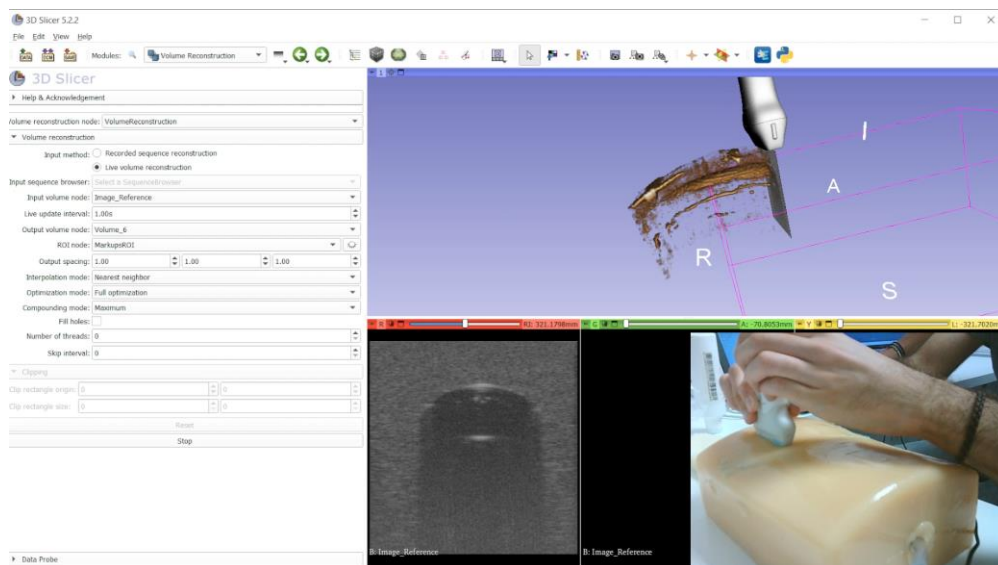 3D Slicer 5.2.2
File Edit View Help
Modules: Volume Reconstruction
3D Slicer
Help & Acknowledgement
Volume reconstruction node: VolumeReconstruction
Volume reconstruction
Input method: Recorded sequence reconstruction
Live volume reconstruction
Input sequence browser: Select a SequenceBrowser
Input volume node: Image_Reference
Live update interval: 1.00s
Output volume node: Volume_6
ROI node: MarkupsROI
Output spacing: 1.00 1.00 1.00
Interpolation mode: Nearest neighbor
Optimization mode: Full optimization
Compounding mode: Maximum
Fill holes:
Number of threads: 0
Skip interval: 0
Clipping
Clip rectangle origin: 0 0
Clip rectangle size: 0 0
Reset
Stop
Data Probe
1
I
A
R
S
R RI: 321.1798mm
G A: -70.8053mm
Y L: -321.7020mm
B: Image_Reference
B: Image_Reference